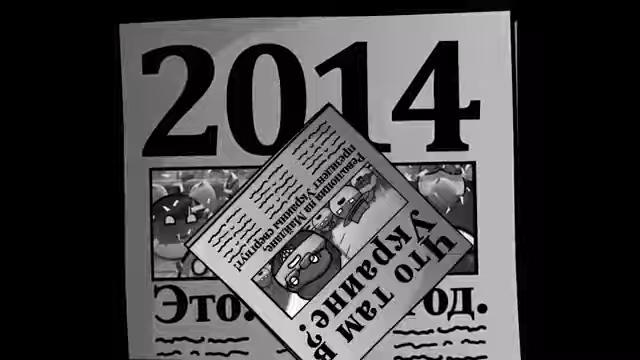 2014
Это
год.
Что там в
Украине?
Революция на Майдане,
президент Украины свергнут!